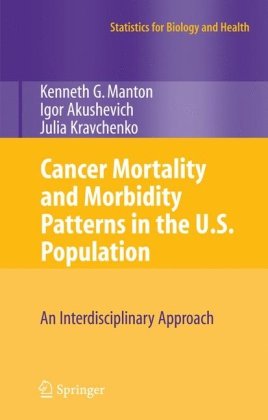 Statistics for Biology and Health
Kenneth G. Manton
Igor Akushevich
Julia Kravchenko
Cancer Mortality
and Morbidity
Patterns in the U.S.
Population
An Interdisciplinary Approach
Springer